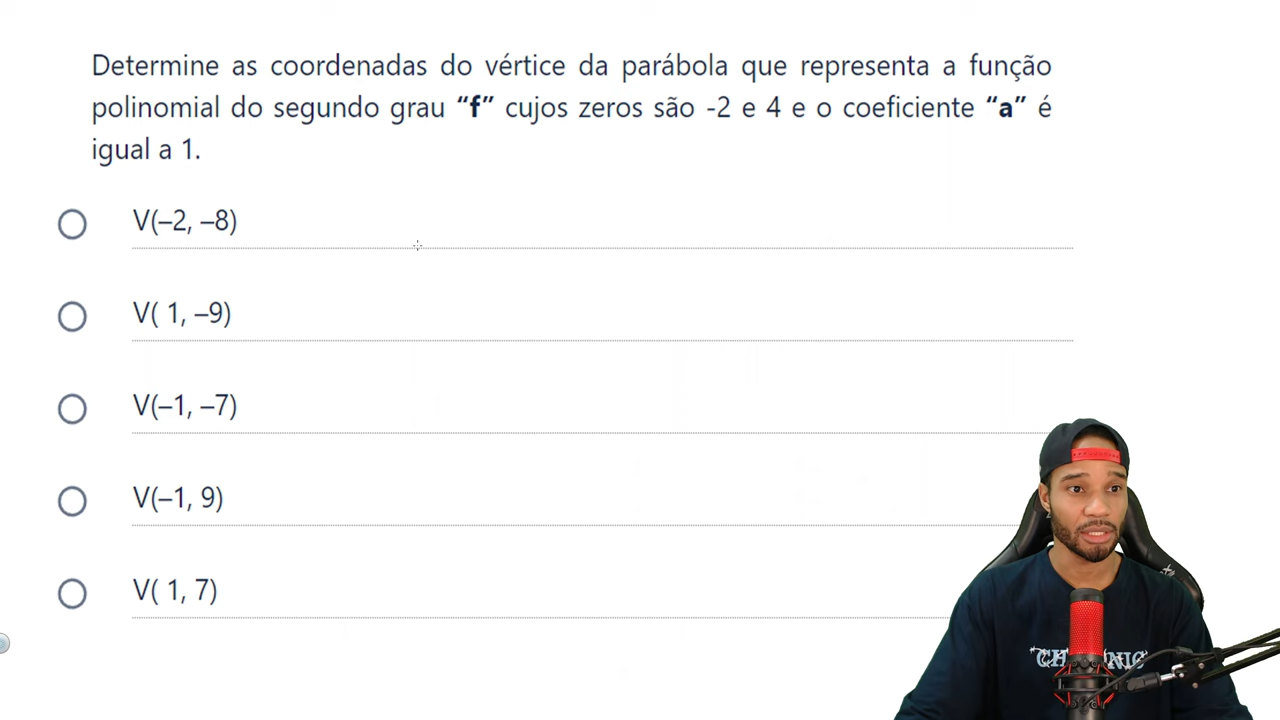 Determine as coordenadas do vértice da parábola que representa a função
polinomial do segundo grau “f” cujos zeros são -2 e 4 e o coeficiente “a” é
igual a 1.
V(–2, –8)
V( 1, –9)
V(–1, –7)
V(–1, 9)
V( 1, 7)